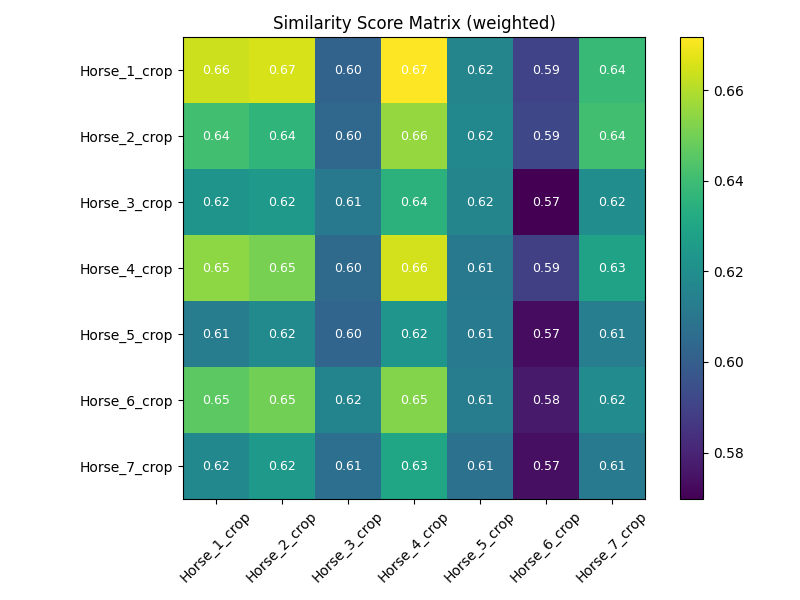 Similarity Score Matrix (weighted)
Horse_1_crop 0.66 0.67 0.60 0.67 0.62 0.59 0.64
Horse_2_crop 0.64 0.64 0.60 0.66 0.62 0.59 0.64
Horse_3_crop 0.62 0.62 0.61 0.64 0.62 0.57 0.62
Horse_4_crop 0.65 0.65 0.60 0.66 0.61 0.59 0.63
Horse_5_crop 0.61 0.62 0.60 0.62 0.61 0.57 0.61
Horse_6_crop 0.65 0.65 0.62 0.65 0.61 0.58 0.62
Horse_7_crop 0.62 0.62 0.61 0.63 0.61 0.57 0.61
Horse_1_crop Horse_2_crop Horse_3_crop Horse_4_crop Horse_5_crop Horse_6_crop Horse_7_crop
0.66
0.64
0.62
0.60
0.58